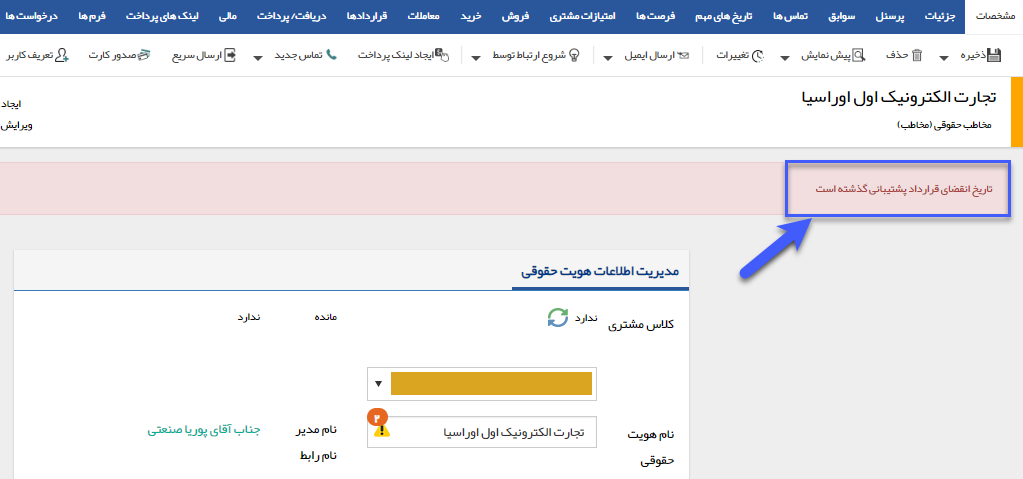 مشخصات جزئیات پرسنل سوابق تماس ها تاریخ های مهم فرصت ها امتیازات مشتری فروش خرید معاملات قراردادها دریافت/ پرداخت مالی لینک های پرداخت فرم ها درخواست ها
ذخیره حذف پیش نمایش تغییرات ارسال ایمیل شروع ارتباط توسط ایجاد لینک پرداخت تماس جدید ارسال سریع صدور کارت تعریف کاربر
تجارت الکترونیک اول اوراسیا
ایجاد
مخاطب حقوقی (مخاطب)
ویرایش
تاریخ انقضای قرارداد پشتیبانی گذشته است
مدیریت اطلاعات هویت حقوقی
کلاس مشتری ندارد مانده ندارد
۲
نام هویت حقوقی تجارت الکترونیک اول اوراسیا
نام مدیر جناب آقای پوریا صنعتی
نام رابط